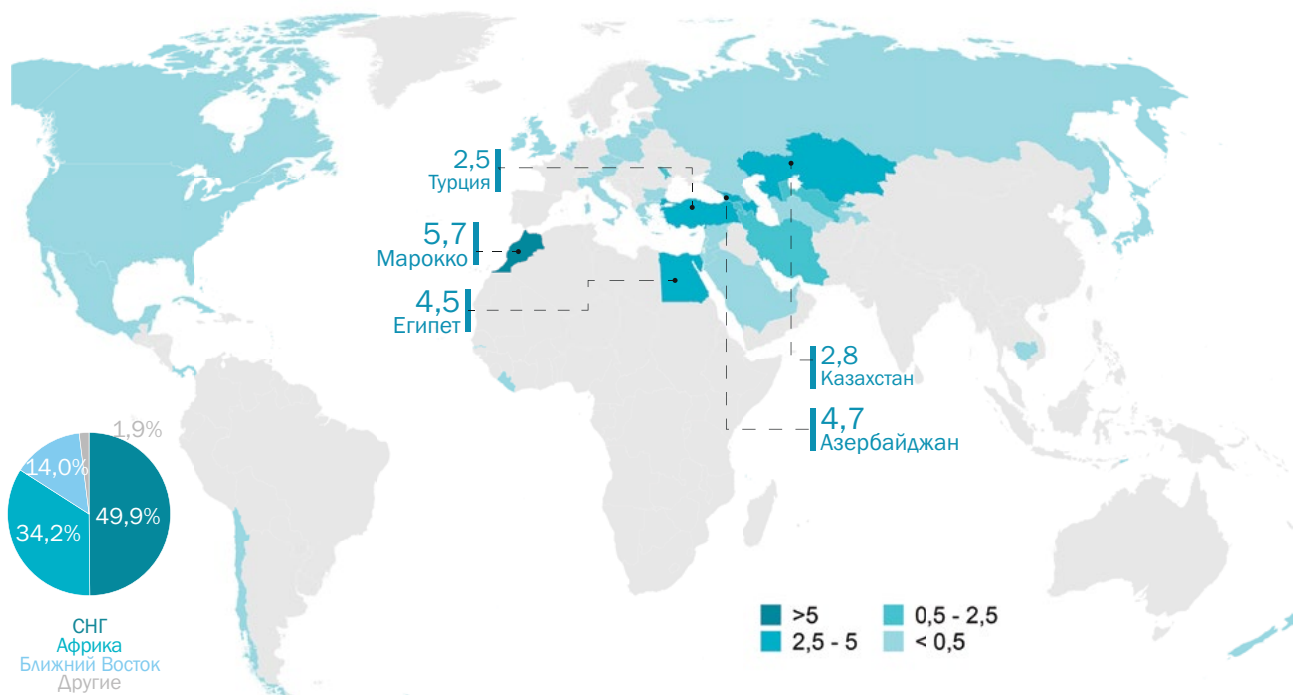 2,5
Турция
5,7
Марокко
4,5
Египет
2,8
Казахстан
4,7
Азербайджан
1,9%
14,0%
34,2%
49,9%
СНГ
Африка
Ближний Восток
Другие
>5
2,5 - 5
0,5 - 2,5
< 0,5